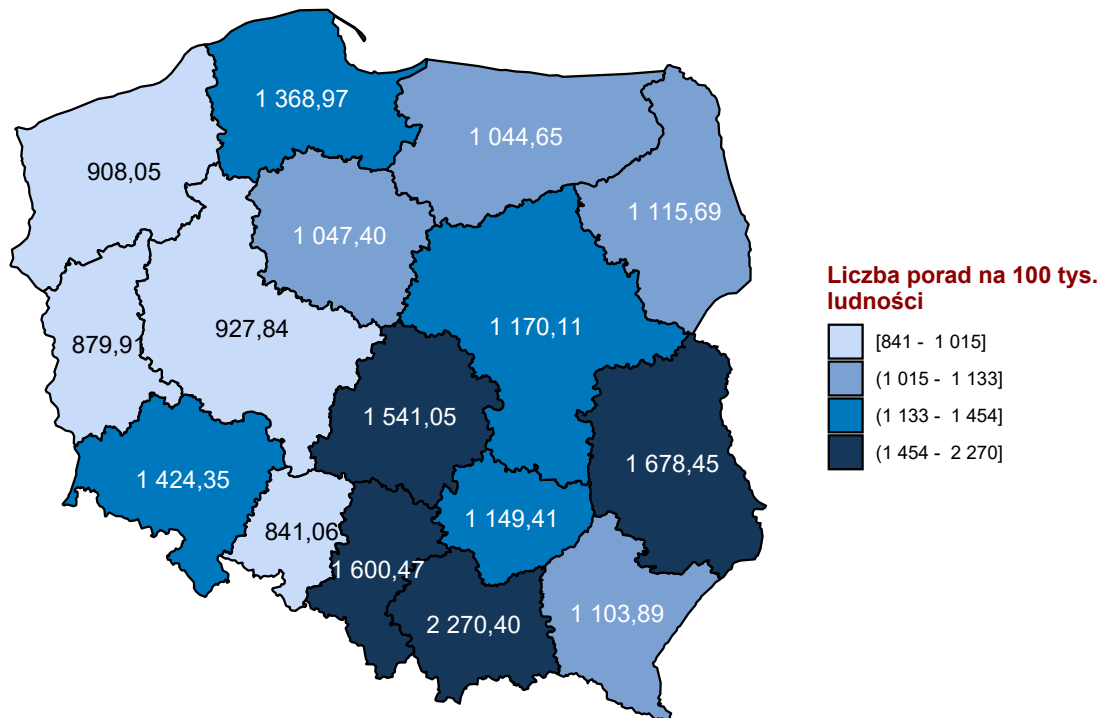 1 368,97
1 044,65
908,05
1 115,69
1 047,40
Liczba porad na 100 tys.
ludności
[841 - 1 015]
(1 015 - 1 133]
(1 133 - 1 454]
(1 454 - 2 270]
927,84
1 170,11
879,91
1 541,05
1 678,45
1 424,35
1 149,41
841,06
1 600,47
2 270,40
1 103,89